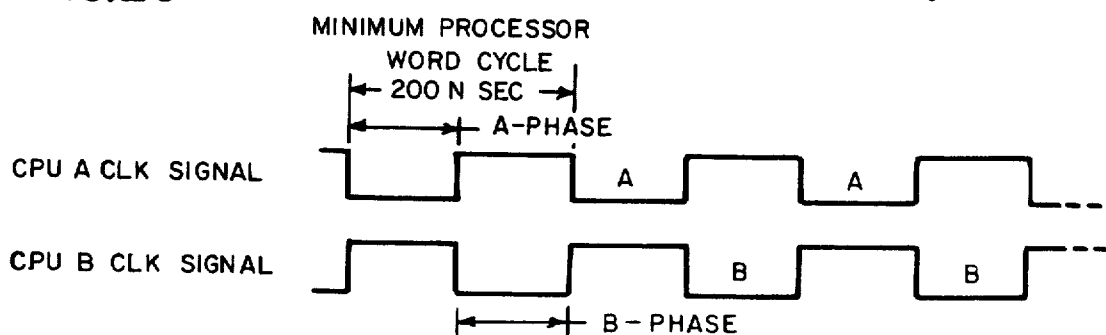 MINIMUM PROCESSOR
WORD CYCLE
200 N SEC
A-PHASE
CPU A CLK SIGNAL
A
A
CPU B CLK SIGNAL
B
B
B-PHASE